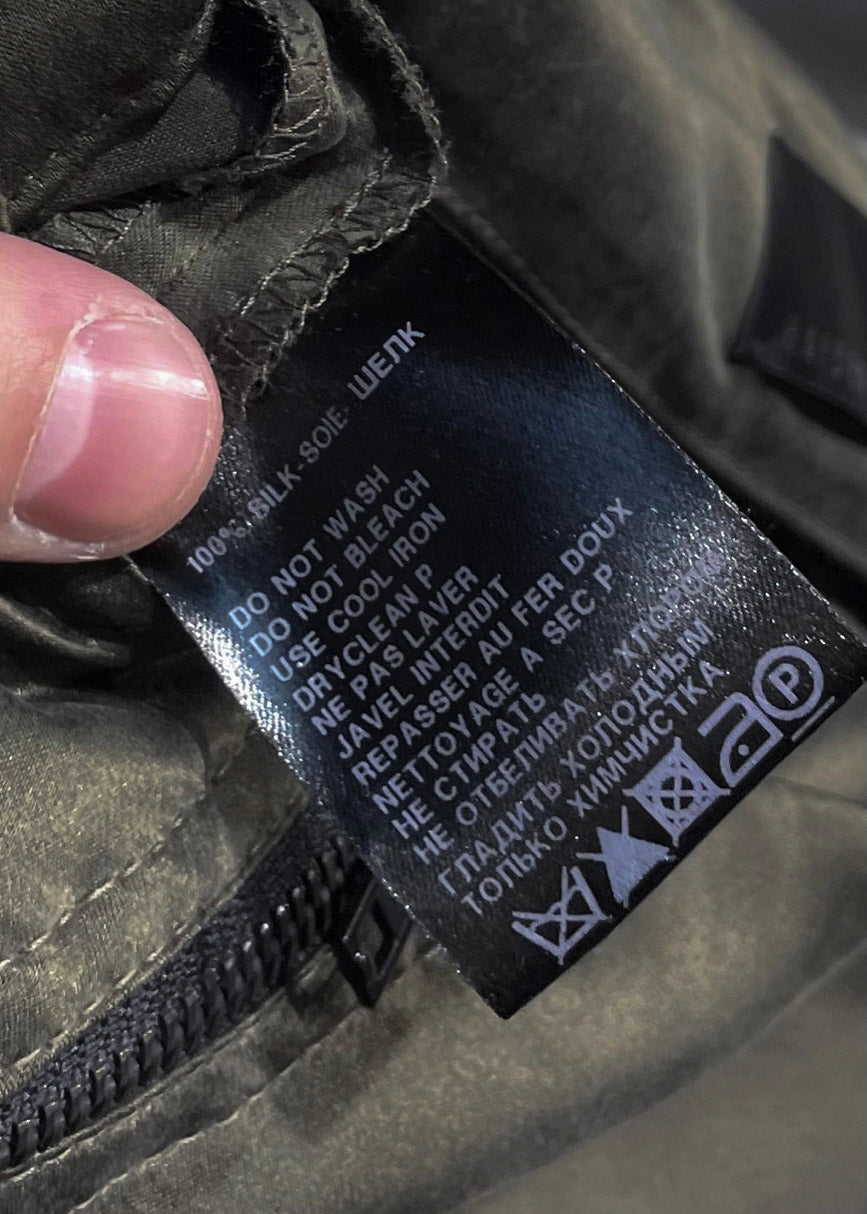 100% SILK-SOIE- ШЕЛК
DO NOT WASH
DO NOT BLEACH
USE COOL IRON
DRYCLEAN P
NE PAS LAVER
JAVEL INTERDIT
REPASSER AU FER DOUX
NETTOYAGE A SEC P
НЕ СТИРАТЬ
НЕ ОТБЕЛИВАТЬ ХЛОРОМ
ГЛАДИТЬ ХОЛОДНЫМ
ТОЛЬКО ХИМЧИСТКА
P